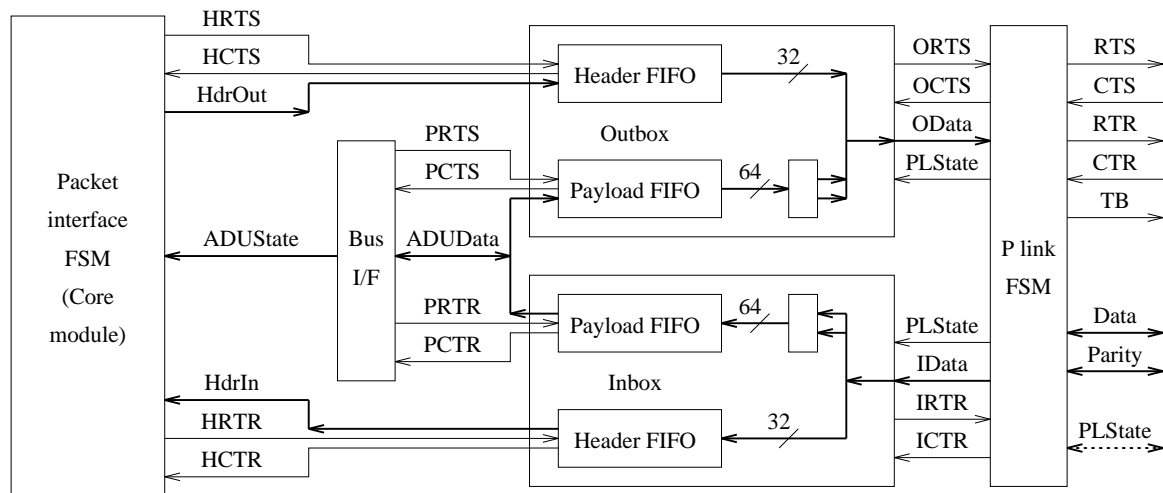 HRTS
HCTS
HdrOut
Packet
interface
FSM
(Core
module)
ADUState
HdrIn
HRTR
HCTR
PRTS
PCTS
Bus
I/F
ADUData
PRTR
PCTR
Header FIFO
32
Outbox
Payload FIFO
64
Payload FIFO
64
Inbox
Header FIFO
32
ORTS
OCTS
OData
PLState
PLState
IData
IRTR
ICTR
P link
FSM
RTS
CTS
RTR
CTR
TB
Data
Parity
PLState